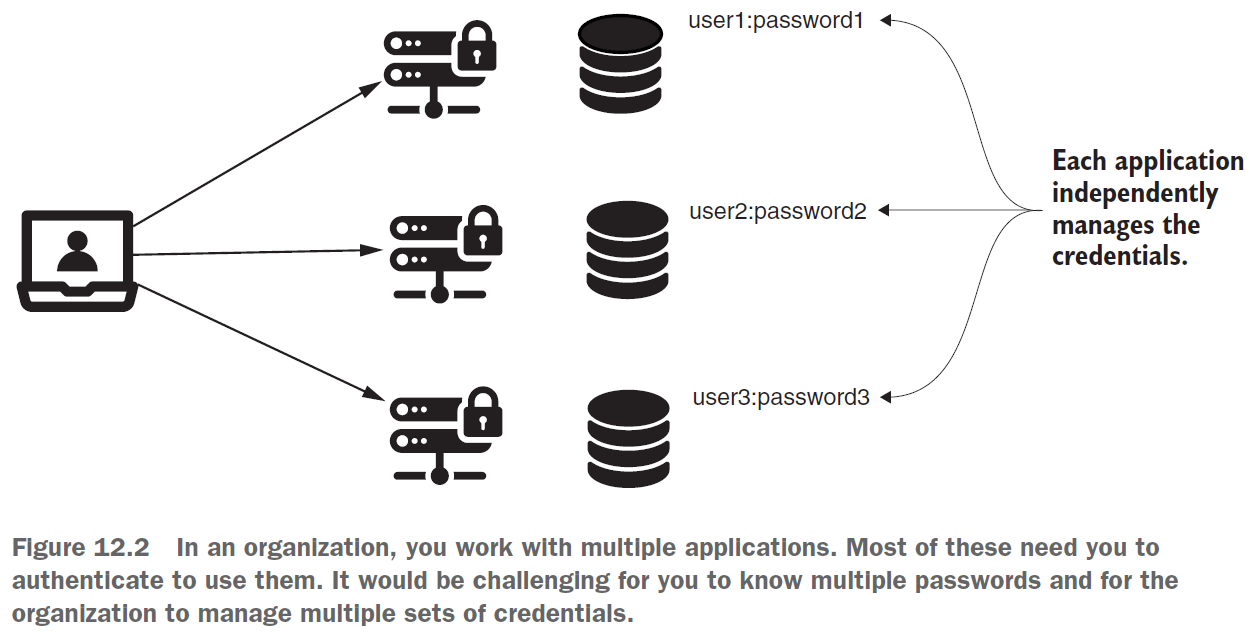 user1:password1
user2:password2
user3:password3
Each application
independently
manages the
credentials.
Figure 12.2 In an organization, you work with multiple applications. Most of these need you to
authenticate to use them. It would be challenging for you to know multiple passwords and for the
organization to manage multiple sets of credentials.